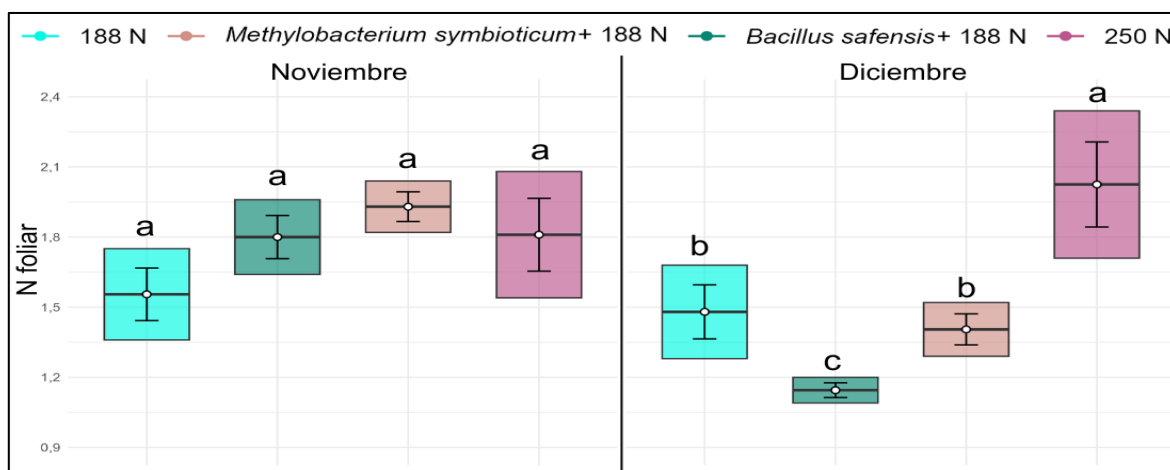 188 N Methylobacterium symbioticum+ 188 N Bacillus safensis+ 188 N 250 N
Noviembre Diciembre
N foliar
2,4
2,1
1,8
1,5
1,2
0,9
a a a a
b c b a